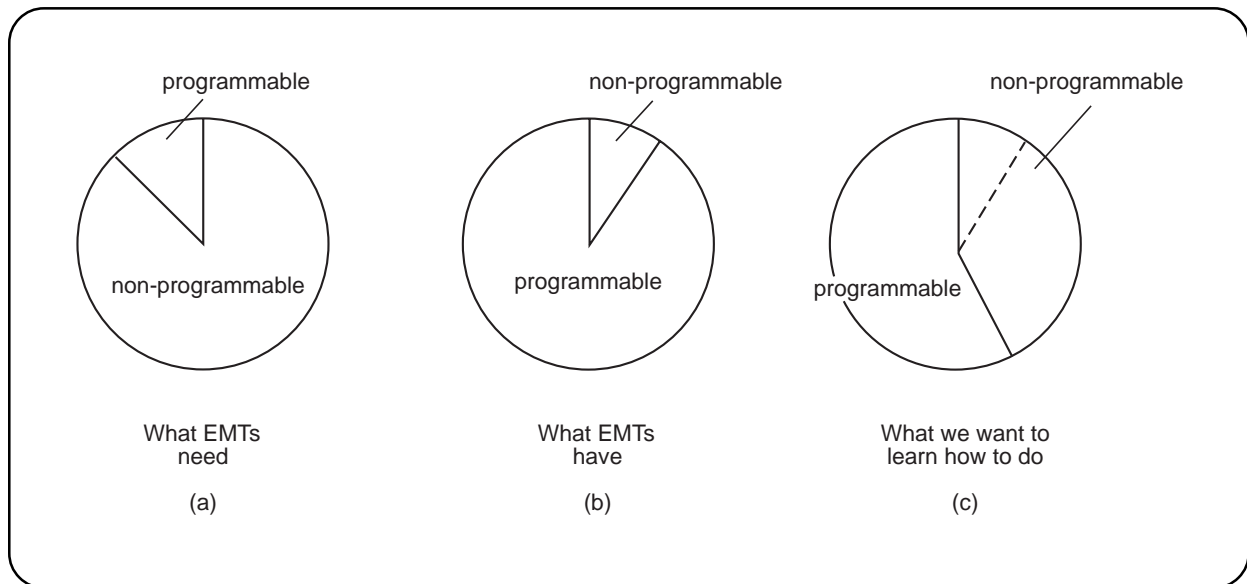 programmable
non-programmable
What EMTs
need
(a)
non-programmable
programmable
What EMTs
have
(b)
non-programmable
programmable
What we want to
learn how to do
(c)